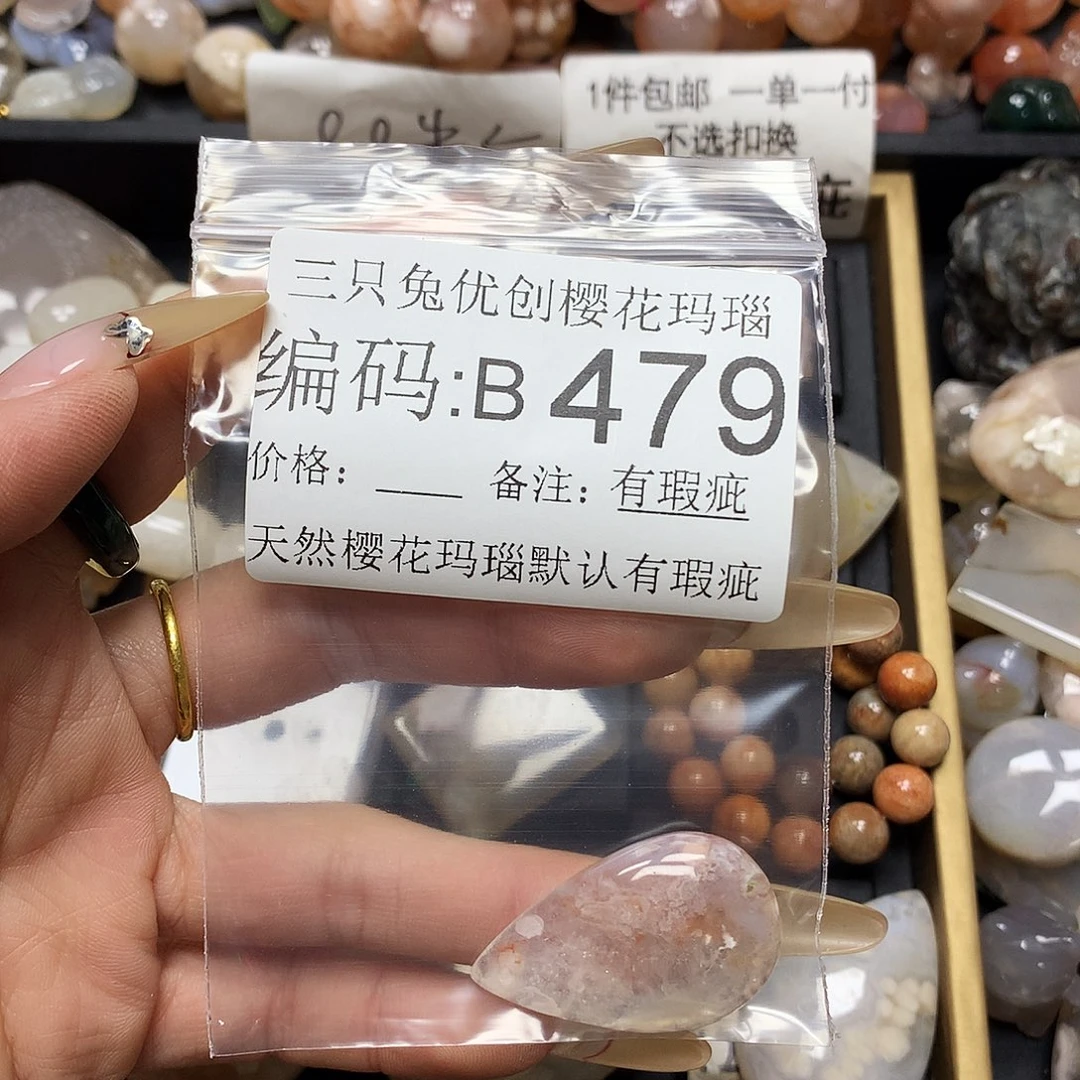 1件包邮 一单一付
不选扣换
三只兔优创樱花玛瑙
编码:B 479
价格: ___ 备注: 有瑕疵
天然樱花玛瑙默认有瑕疵